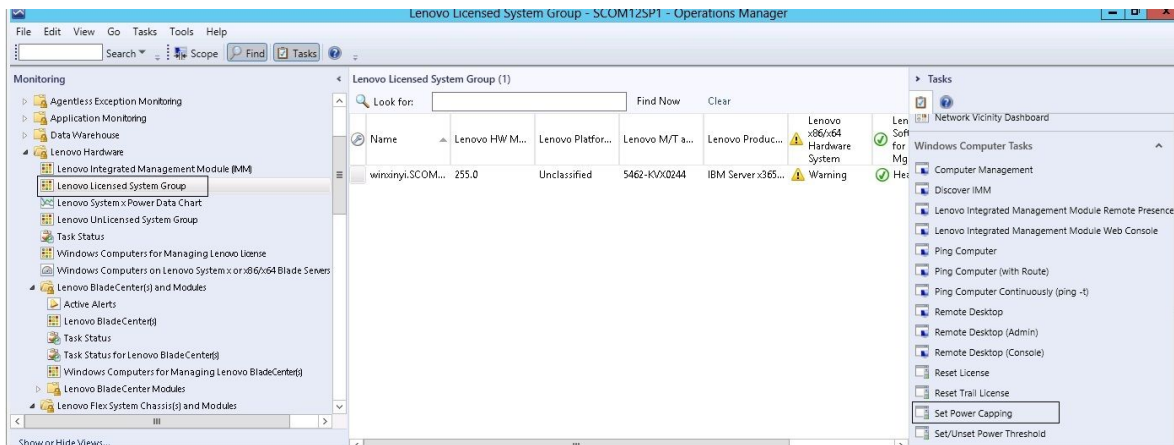 Lenovo Licensed System Group - SCOM12SP1 - Operations Manager
File Edit View Go Tasks Tools Help
Search Scope Find Tasks
Monitoring
Agentless Exception Monitoring
Application Monitoring
Data Warehouse
Lenovo Hardware
Lenovo Integrated Management Module (IMM)
Lenovo Licensed System Group
Lenovo System x Power Data Chart
Lenovo UnLicensed System Group
Task Status
Windows Computers for Managing Lenovo License
Windows Computers on Lenovo System x or x86/x64 Blade Servers
Lenovo BladeCenter(s) and Modules
Active Alerts
Lenovo BladeCenter(s)
Task Status
Task Status for Lenovo BladeCenter(s)
Windows Computers for Managing Lenovo BladeCenter(s)
Lenovo BladeCenter Modules
Lenovo Flex System Chassis(s) and Modules
Show or Hide Views...
Lenovo Licensed System Group (1)
Look for: Find Now Clear
Name Lenovo HW M... Lenovo Platfor... Lenovo M/T a... Lenovo Produc... Lenovo x86/x64 Hardware System Len Soft for Mg
winxinyi.SCOM... 255.0 Unclassified 5462-KVX0244 IBM Server x365... Warning Hea
Tasks
Network Vicinity Dashboard
Windows Computer Tasks
Computer Management
Discover IMM
Lenovo Integrated Management Module Remote Presence
Lenovo Integrated Management Module Web Console
Ping Computer
Ping Computer (with Route)
Ping Computer Continuously (ping -t)
Remote Desktop
Remote Desktop (Admin)
Remote Desktop (Console)
Reset License
Reset Trail License
Set Power Capping
Set/Unset Power Threshold